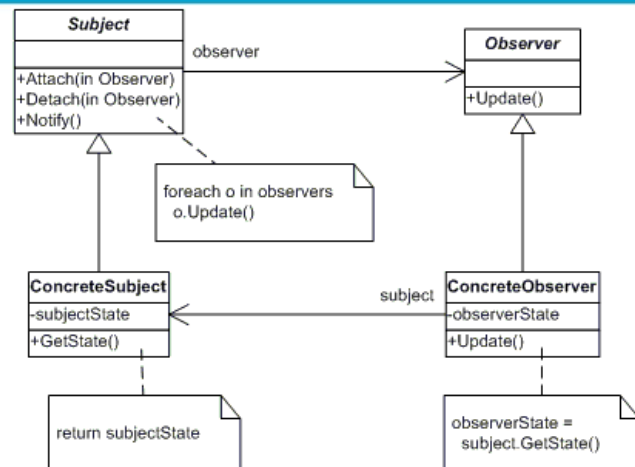 Subject
observer
Observer
+Attach(in Observer)
+Detach(in Observer)
+Notify()
+Update()
foreach o in observers
o.Update()
ConcreteSubject
-subjectState
+GetState()
subject
ConcreteObserver
-observerState
+Update()
return subjectState
observerState =
subject.GetState()